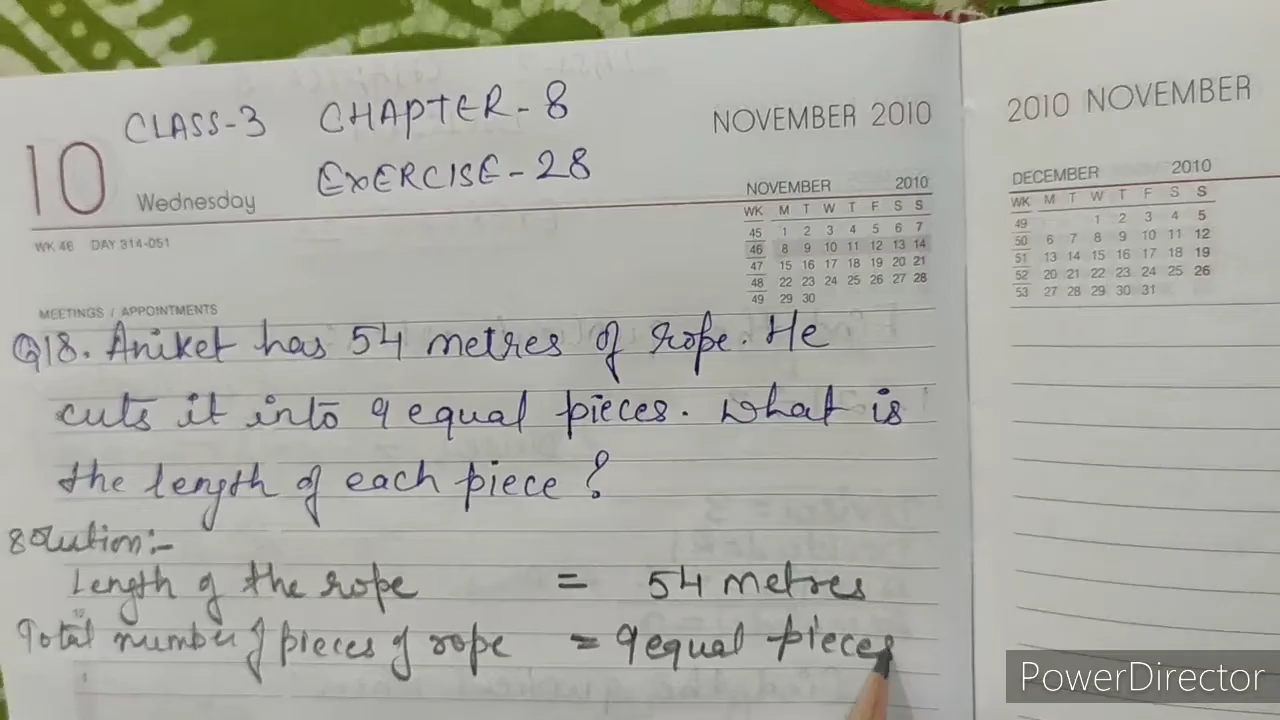 CLASS-3 CHAPTER-8
EXERCISE-28
10 Wednesday
WK 46 DAY 314-051
NOVEMBER 2010
NOVEMBER 2010
WK M T W T F S S
45 1 2 3 4 5 6 7
46 8 9 10 11 12 13 14
47 15 16 17 18 19 20 21
48 22 23 24 25 26 27 28
49 29 30
MEETINGS / APPOINTMENTS
Q18. Aniket has 54 metres of rope. He
cuts it into 9 equal pieces. What is
the length of each piece?
Solution:-
Length of the rope = 54 metres
Total number of pieces of rope = 9 equal pieces
2010 NOVEMBER
DECEMBER 2010
WK M T W T F S S
49 1 2 3 4 5
50 6 7 8 9 10 11 12
51 13 14 15 16 17 18 19
52 20 21 22 23 24 25 26
53 27 28 29 30 31
PowerDirector